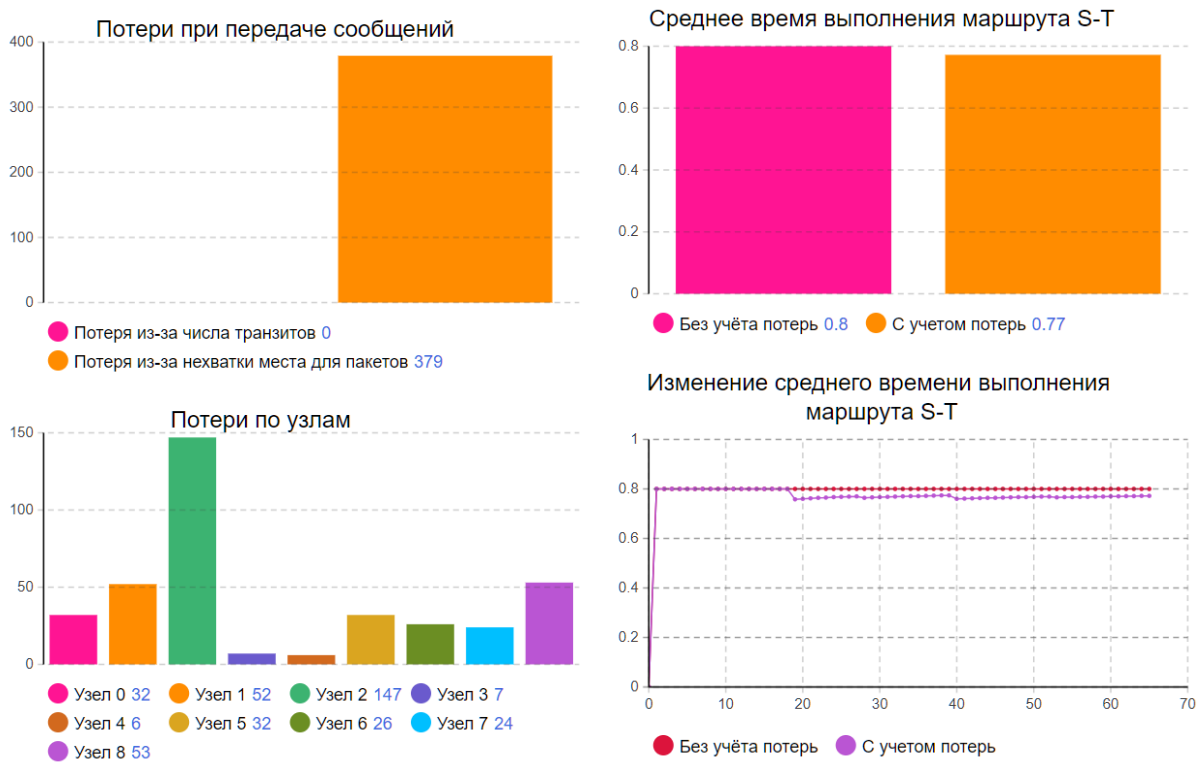 Потери при передаче сообщений
400
300
200
100
0
Потеря из-за числа транзитов 0
Потеря из-за нехватки места для пакетов 379
Среднее время выполнения маршрута S-T
0.8
0.6
0.4
0.2
0
Без учёта потерь 0.8 С учетом потерь 0.77
Потери по узлам
150
100
50
0
Узел 0 32 Узел 1 52 Узел 2 147 Узел 3 7
Узел 4 6 Узел 5 32 Узел 6 26 Узел 7 24
Узел 8 53
Изменение среднего времени выполнения
маршрута S-T
1
0.8
0.6
0.4
0.2
0
0 10 20 30 40 50 60 70
Без учёта потерь С учетом потерь